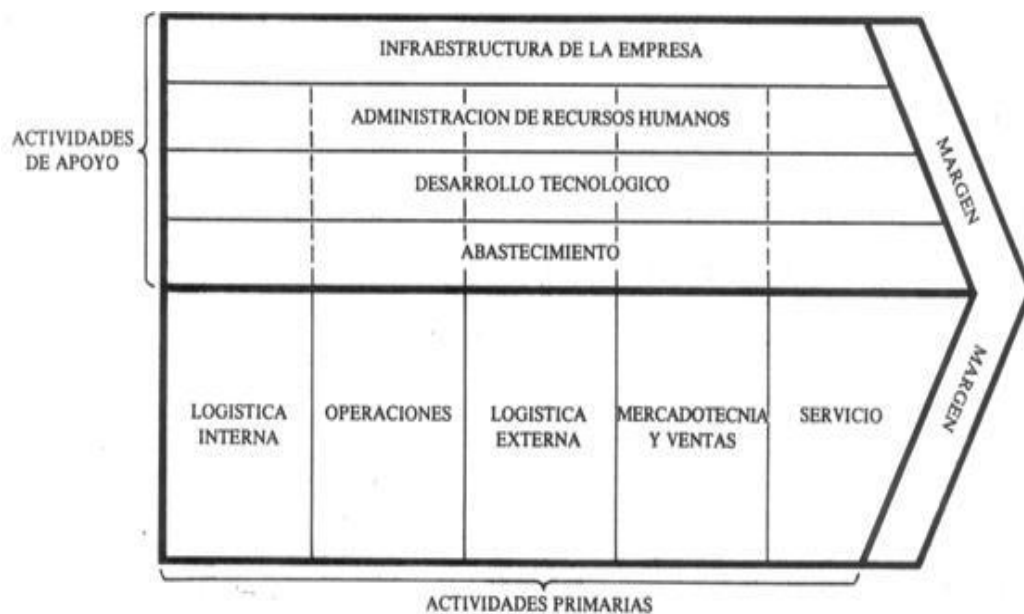 INFRAESTRUCTURA DE LA EMPRESA
ADMINISTRACION DE RECURSOS HUMANOS
ACTIVIDADES
DE APOYO
DESARROLLO TECNOLOGICO
ABASTECIMIENTO
MARGEN
MARGEN
LOGISTICA
INTERNA
OPERACIONES
LOGISTICA
EXTERNA
MERCADOTECNIA
Y VENTAS
SERVICIO
ACTIVIDADES PRIMARIAS